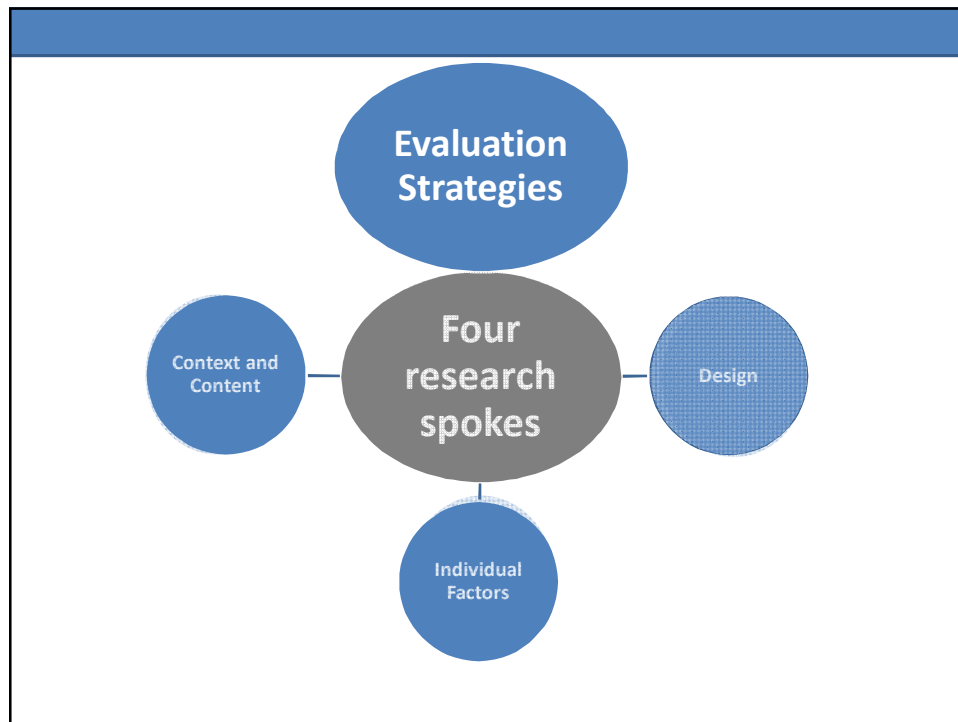 Evaluation
Strategies
Four
research
spokes
Context and
Content
Design
Individual
Factors